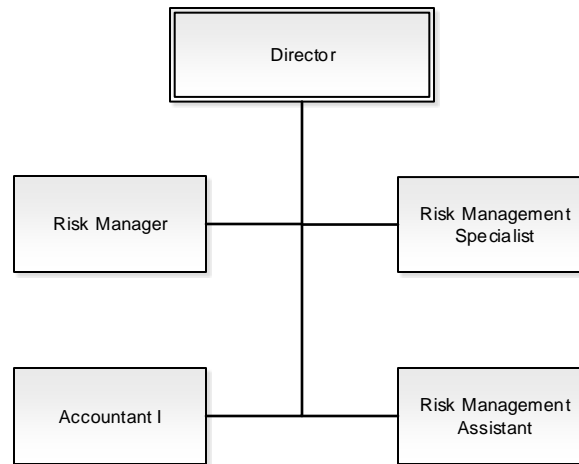 Director
Risk Manager
Risk Management
Specialist
Accountant I
Risk Management
Assistant